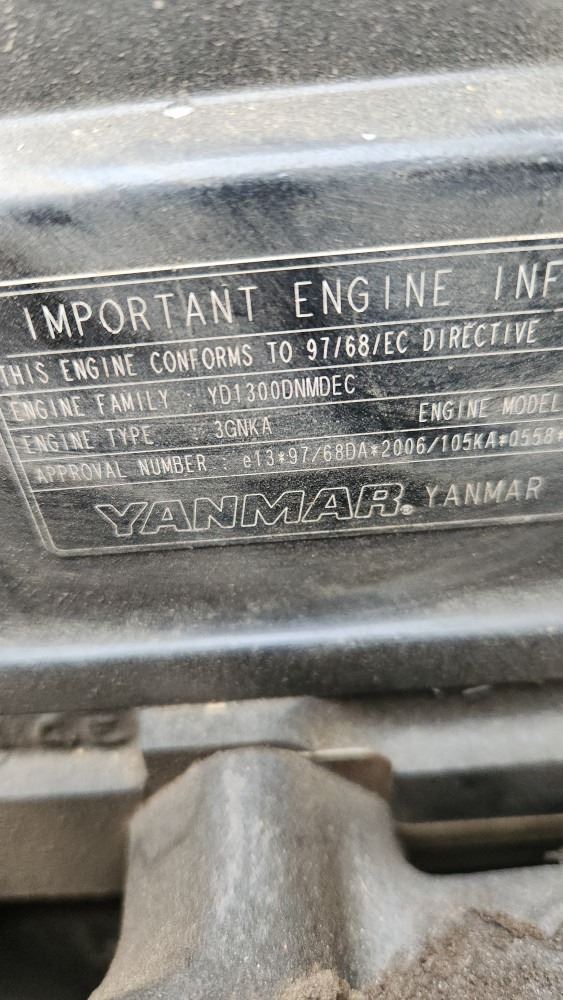 IMPORTANT ENGINE INF
THIS ENGINE CONFORMS TO 97/68/EC DIRECTIVE
ENGINE FAMILY : YD1300DNMDEC
ENGINE TYPE : 3GNKA ENGINE MODEL
APPROVAL NUMBER : e13*97/68DA*2006/105KA*0558*
YANMAR® YANMAR